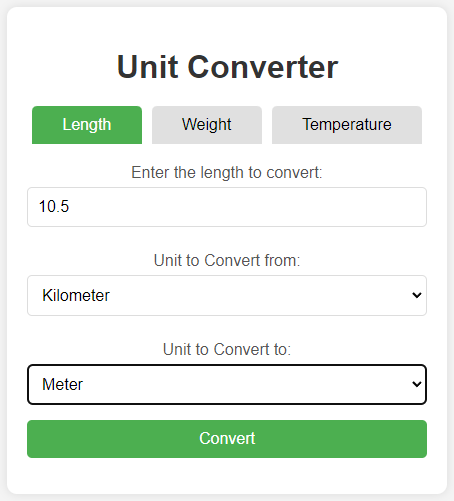 Unit Converter
Length Weight Temperature
Enter the length to convert:
10.5
Unit to Convert from:
Kilometer
Unit to Convert to:
Meter
Convert